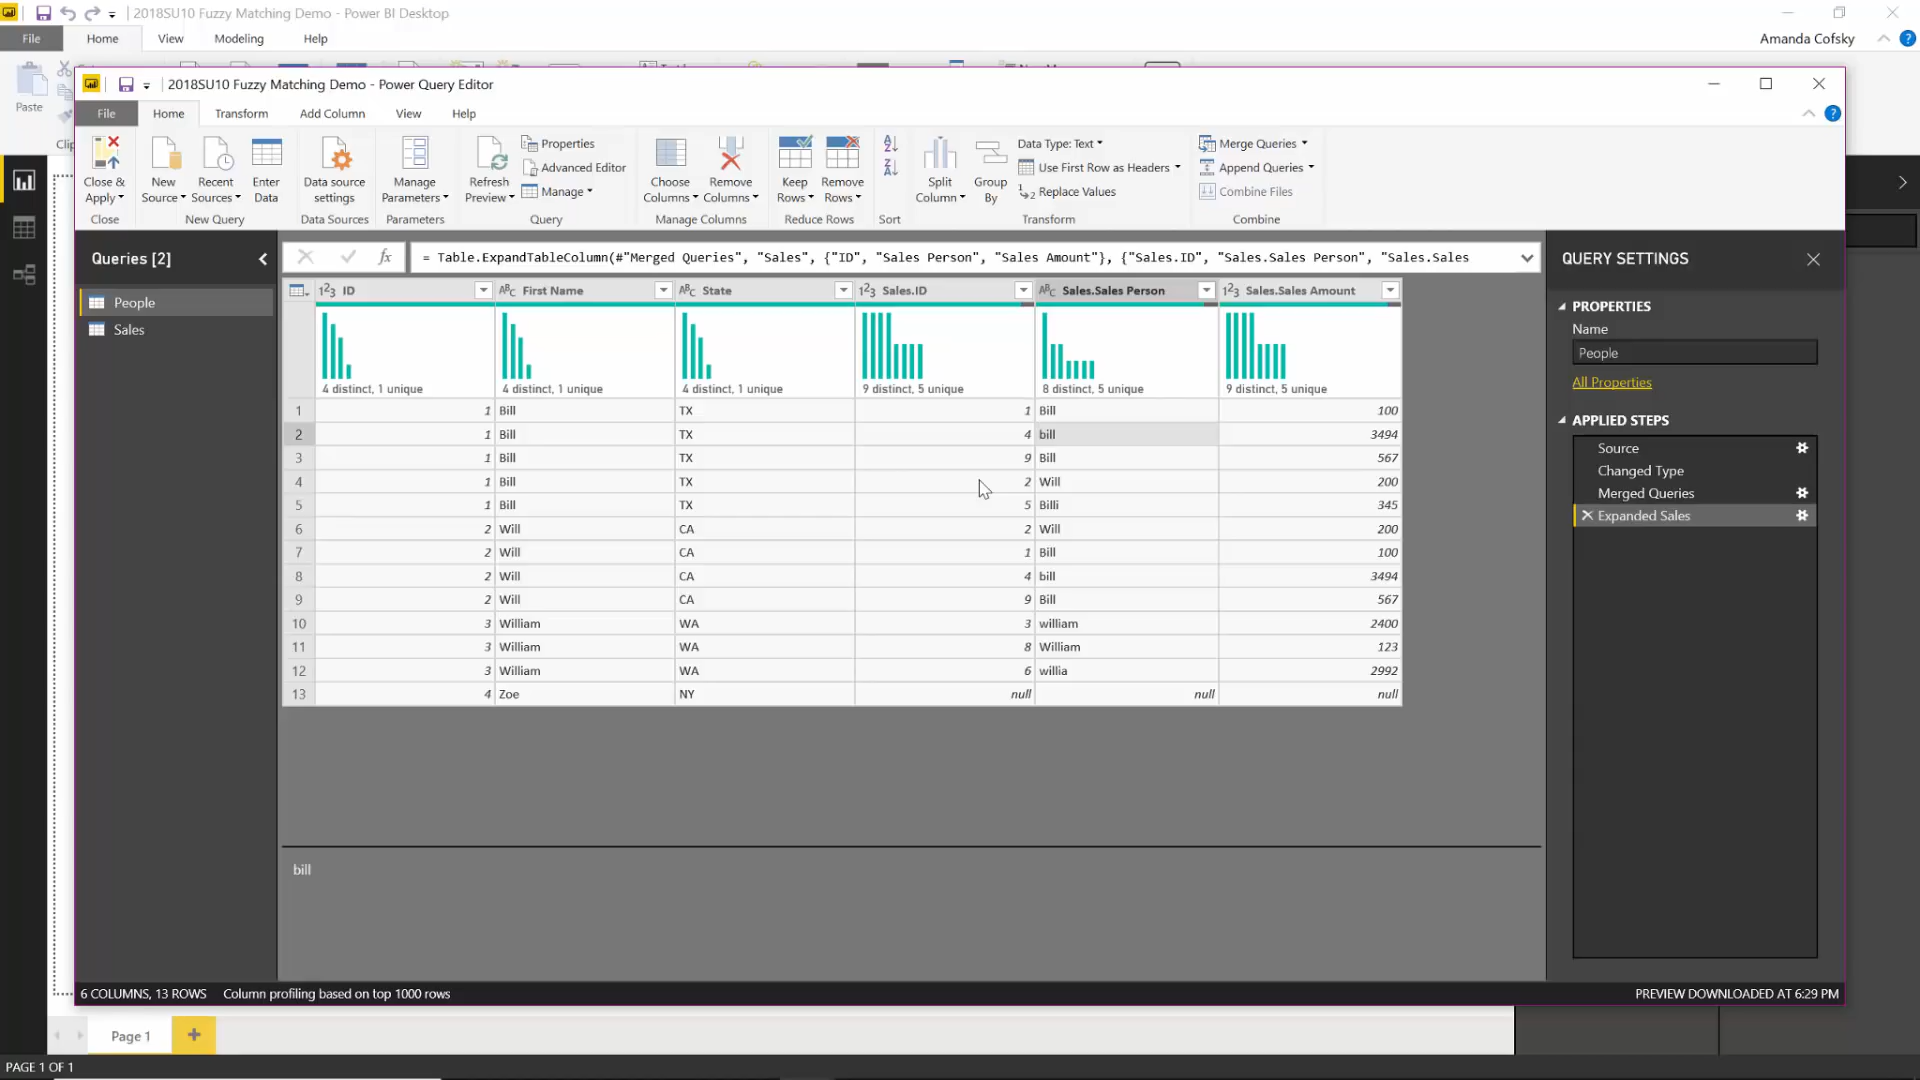 2018SU10 Fuzzy Matching Demo - Power BI Desktop
File Home View Modeling Help
Amanda Cofsky
Paste
2018SU10 Fuzzy Matching Demo - Power Query Editor
File Home Transform Add Column View Help
Close & Apply
Close
New Source
Recent Sources
Enter Data
New Query
Data source settings
Data Sources
Manage Parameters
Parameters
Refresh Preview
Properties
Advanced Editor
Manage
Query
Choose Columns
Remove Columns
Manage Columns
Keep Rows
Remove Rows
Reduce Rows
Sort
Split Column
Group By
Data Type: Text
Use First Row as Headers
Replace Values
Transform
Merge Queries
Append Queries
Combine Files
Combine
Queries [2]
People
Sales
fx = Table.ExpandTableColumn(#"Merged Queries", "Sales", {"ID", "Sales Person", "Sales Amount"}, {"Sales.ID", "Sales.Sales Person", "Sales.Sales
ID First Name State Sales.ID Sales.Sales Person Sales.Sales Amount
4 distinct, 1 unique 4 distinct, 1 unique 4 distinct, 1 unique 9 distinct, 5 unique 8 distinct, 5 unique 9 distinct, 5 unique
1 1 Bill TX 1 Bill 100
2 1 Bill TX 4 bill 3494
3 1 Bill TX 9 Bill 567
4 1 Bill TX 2 Will 200
5 1 Bill TX 5 Billi 345
6 2 Will CA 2 Will 200
7 2 Will CA 1 Bill 100
8 2 Will CA 4 bill 3494
9 2 Will CA 9 Bill 567
10 3 William WA 3 william 2400
11 3 William WA 8 William 123
12 3 William WA 6 willia 2992
13 4 Zoe NY null null null
bill
QUERY SETTINGS
PROPERTIES
Name
People
All Properties
APPLIED STEPS
Source
Changed Type
Merged Queries
Expanded Sales
6 COLUMNS, 13 ROWS Column profiling based on top 1000 rows
PREVIEW DOWNLOADED AT 6:29 PM
Page 1
PAGE 1 OF 1